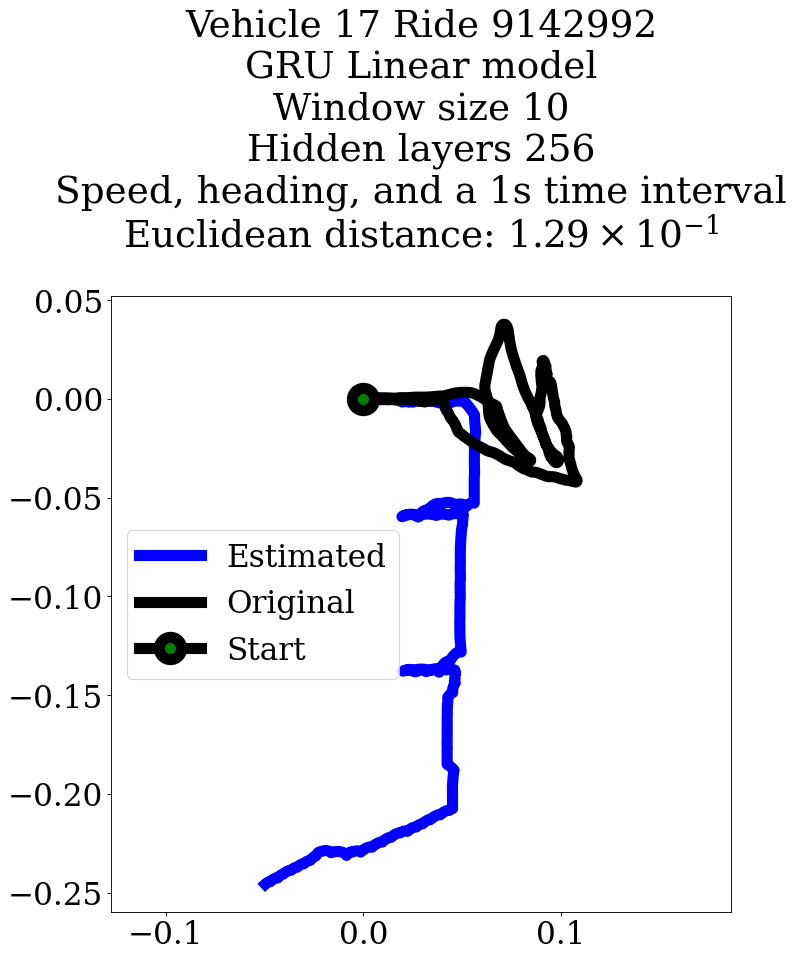 Vehicle 17 Ride 9142992
GRU Linear model
Window size 10
Hidden layers 256
Speed, heading, and a 1s time interval
Euclidean distance: 1.29 × 10⁻¹
0.05
0.00
−0.05
−0.10
−0.15
−0.20
−0.25
Estimated
Original
Start
−0.1
0.0
0.1